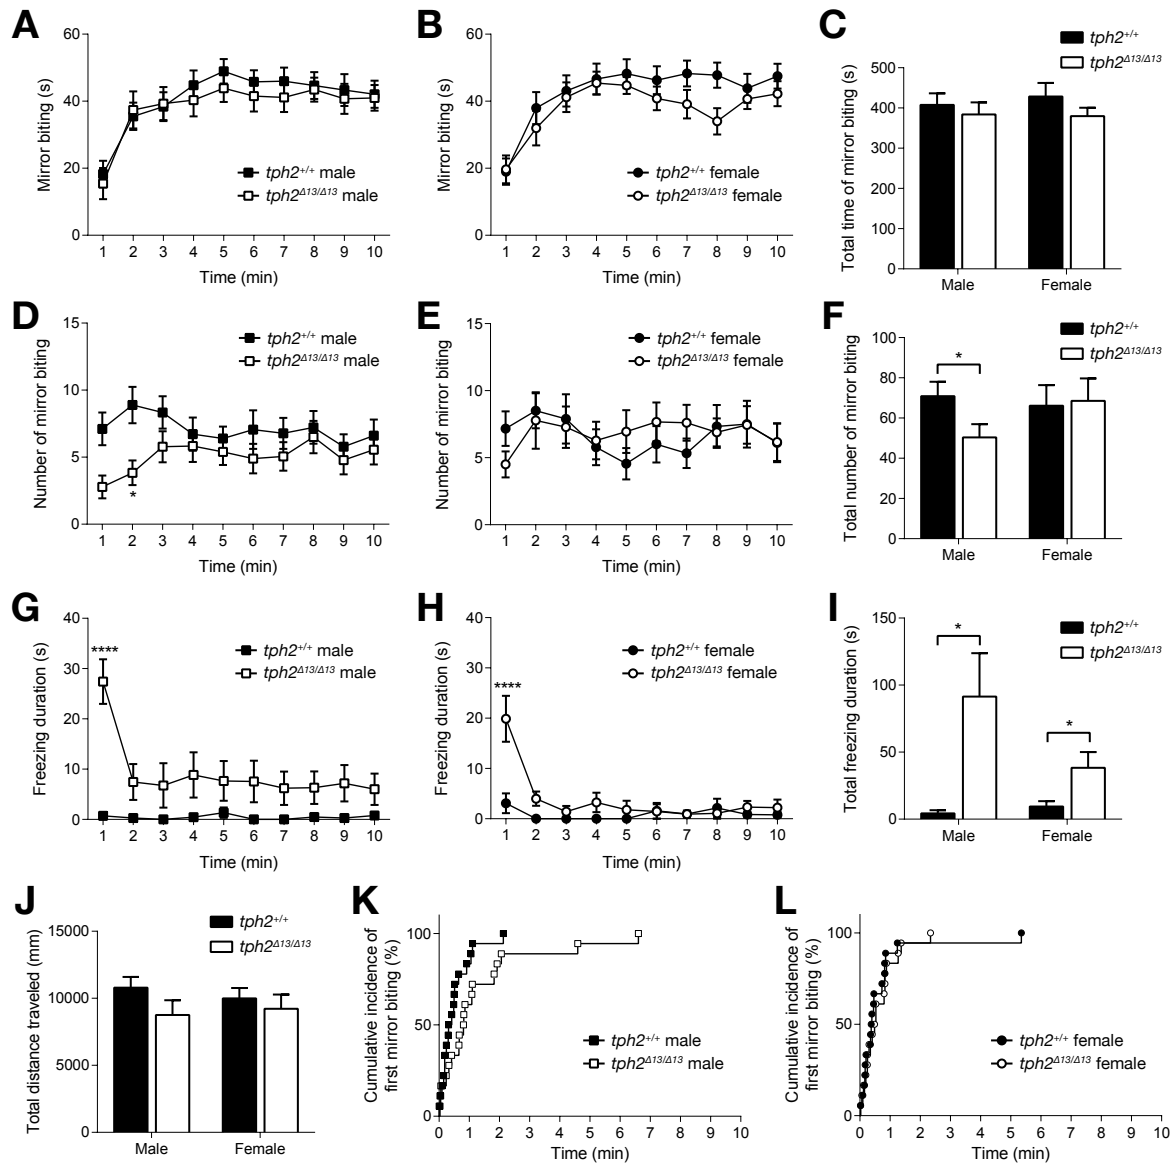 A
Mirror biting (s)
60
40
20
0
tph2+/+ male
tph2Δ13/Δ13 male
1 2 3 4 5 6 7 8 9 10
Time (min)
B
Mirror biting (s)
60
40
20
0
tph2+/+ female
tph2Δ13/Δ13 female
1 2 3 4 5 6 7 8 9 10
Time (min)
C
tph2+/+
tph2Δ13/Δ13
Total time of mirror biting (s)
500
400
300
400
100
0
Male Female
D
Number of mirror biting
15
10
5
0
tph2+/+ male
tph2Δ13/Δ13 male
*
1 2 3 4 5 6 7 8 9 10
Time (min)
E
Number of mirror biting
15
10
5
0
tph2+/+ female
tph2Δ13/Δ13 female
1 2 3 4 5 6 7 8 9 10
Time (min)
F
tph2+/+
tph2Δ13/Δ13
Total number of mirror biting
100
80
60
40
20
0
*
Male Female
G
Freezing duration (s)
40
30
20
10
0
****
tph2+/+ male
tph2Δ13/Δ13 male
1 2 3 4 5 6 7 8 9 10
Time (min)
H
Freezing duration (s)
40
30
20
10
0
****
tph2+/+ female
tph2Δ13/Δ13 female
1 2 3 4 5 6 7 8 9 10
Time (min)
I
tph2+/+
tph2Δ13/Δ13
Total freezing duration (s)
150
100
50
0
*
*
Male Female
J
tph2+/+
tph2Δ13/Δ13
Total distance traveled (mm)
15000
10000
5000
0
Male Female
K
Cumulative incidence of
first mirror biting (%)
100
50
0
tph2+/+ male
tph2Δ13/Δ13 male
0 1 2 3 4 5 6 7 8 9 10
Time (min)
L
Cumulative incidence of
first mirror biting (%)
100
50
0
tph2+/+ female
tph2Δ13/Δ13 female
0 1 2 3 4 5 6 7 8 9 10
Time (min)